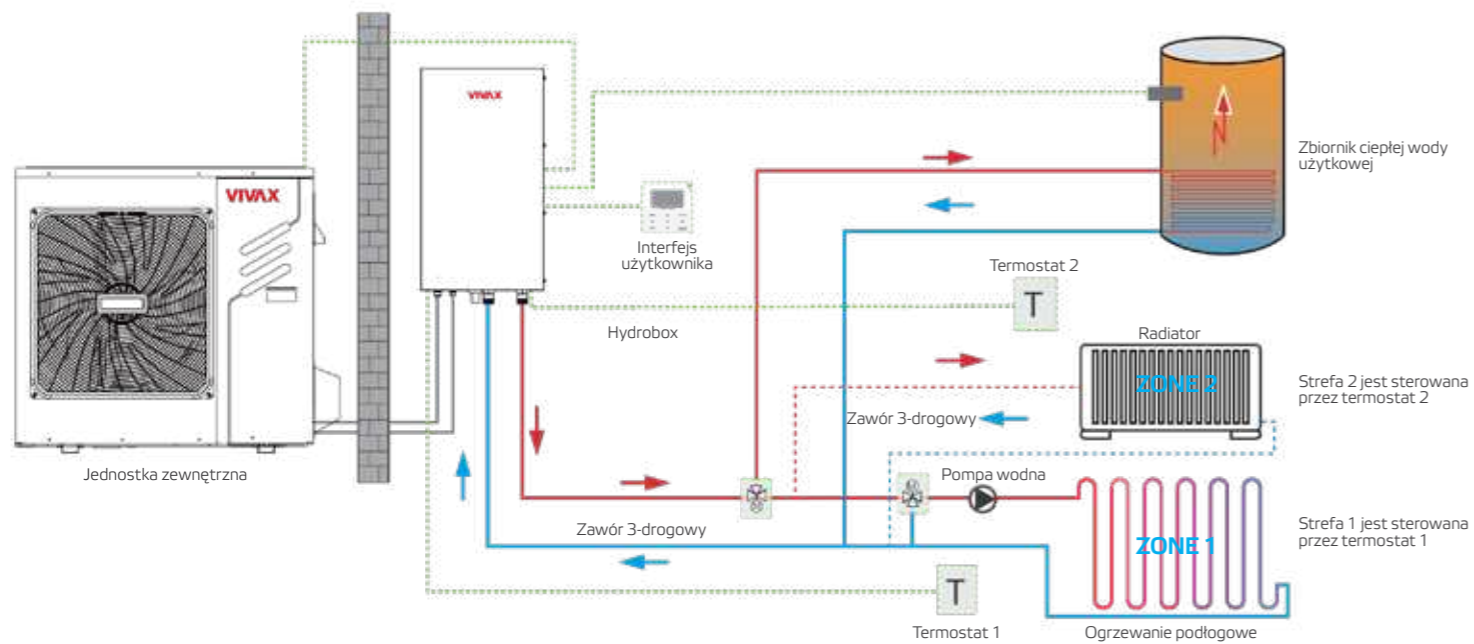 VIVAX
VIVAX
Zbiornik ciepłej wody
użytkowej
Interfejs
użytkownika
Termostat 2
T
Hydrobox
Radiator
ZONE 2
Strefa 2 jest sterowana
przez termostat 2
Zawór 3-drogowy
Jednostka zewnętrzna
Pompa wodna
Zawór 3-drogowy
ZONE 1
Strefa 1 jest sterowana
przez termostat 1
T
Termostat 1
Ogrzewanie podłogowe